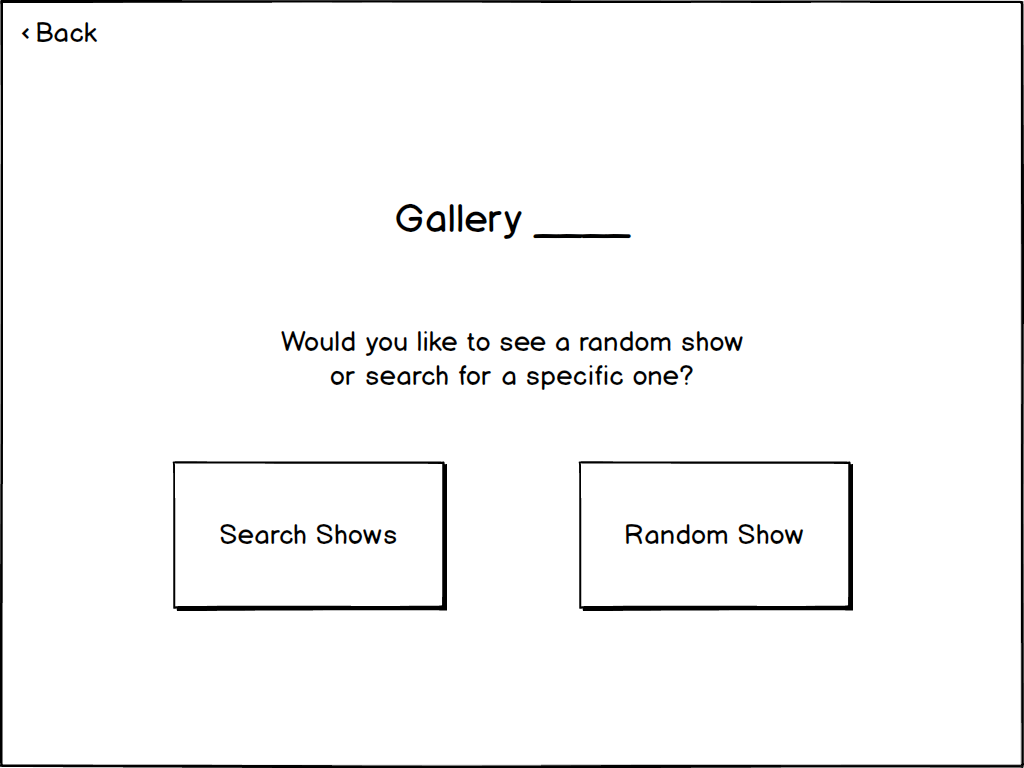 ‹ Back
Gallery ____
Would you like to see a random show
or search for a specific one?
Search Shows
Random Show